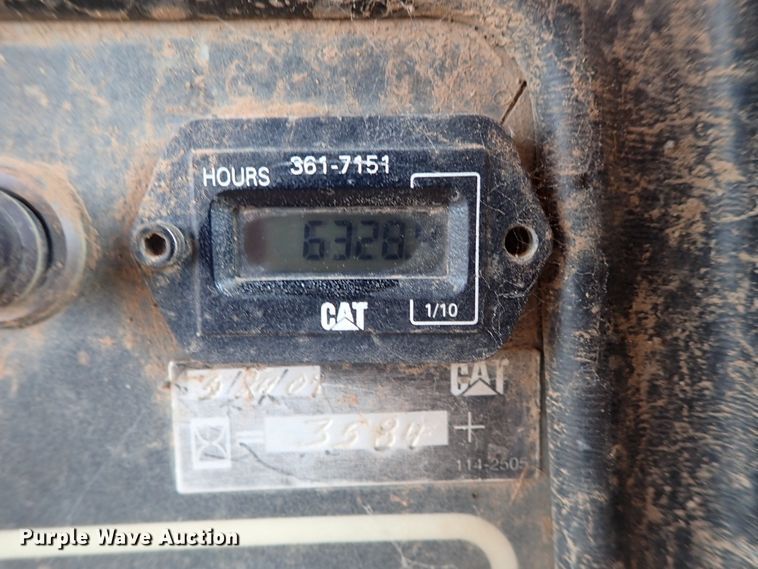 HOURS 361-7151
6328.
CAT
1/10
CAT
= 3584 +
114-2505
Purple Wave Auction